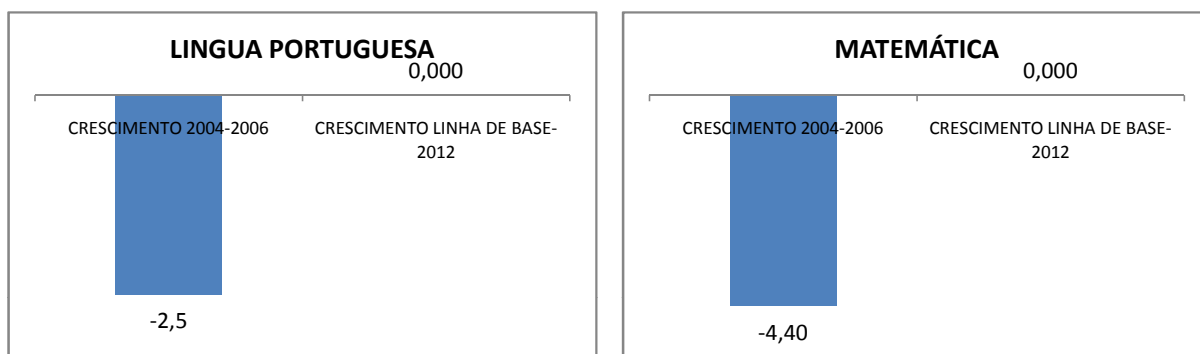 LINGUA PORTUGUESA
0,000
CRESCIMENTO 2004-2006
CRESCIMENTO LINHA DE BASE-
2012
-2,5
MATEMÁTICA
0,000
CRESCIMENTO 2004-2006
CRESCIMENTO LINHA DE BASE-
2012
-4,40